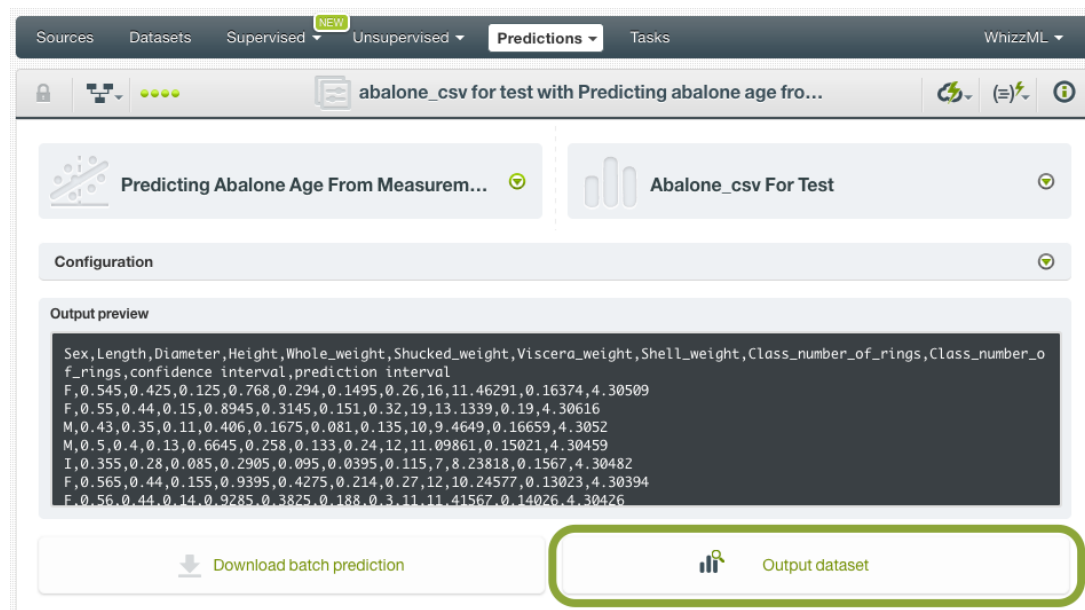 NEW
Sources Datasets Supervised Unsupervised Predictions Tasks WhizzML
abalone_csv for test with Predicting abalone age fro...
Predicting Abalone Age From Measurem... Abalone_csv For Test
Configuration
Output preview
Sex,Length,Diameter,Height,Whole_weight,Shucked_weight,Viscera_weight,Shell_weight,Class_number_of_rings,Class_number_o
f_rings,confidence interval,prediction interval
F,0.545,0.425,0.125,0.768,0.294,0.1495,0.26,16,11.46291,0.16374,4.30509
F,0.55,0.44,0.15,0.8945,0.3145,0.151,0.32,19,13.1339,0.19,4.30616
M,0.43,0.35,0.11,0.406,0.1675,0.081,0.135,10,9.4649,0.16659,4.3052
M,0.5,0.4,0.13,0.6645,0.258,0.133,0.24,12,11.09861,0.15021,4.30459
I,0.355,0.28,0.085,0.2905,0.095,0.0395,0.115,7,8.23818,0.1567,4.30482
F,0.565,0.44,0.155,0.9395,0.4275,0.214,0.27,12,10.24577,0.13023,4.30394
F,0.56,0.44,0.14,0.9285,0.3825,0.188,0.3,11,11.41567,0.14026,4.30426
Download batch prediction Output dataset